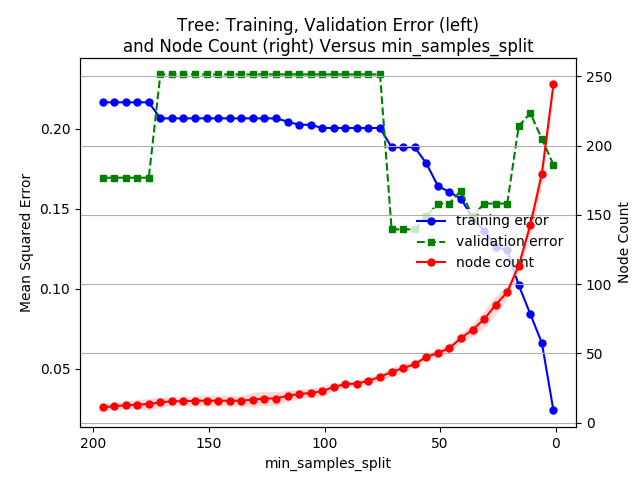 Tree: Training, Validation Error (left)
and Node Count (right) Versus min_samples_split
Mean Squared Error
0.20
0.15
0.10
0.05
250
200
150
100
50
0
Node Count
training error
validation error
node count
200
150
100
50
0
min_samples_split